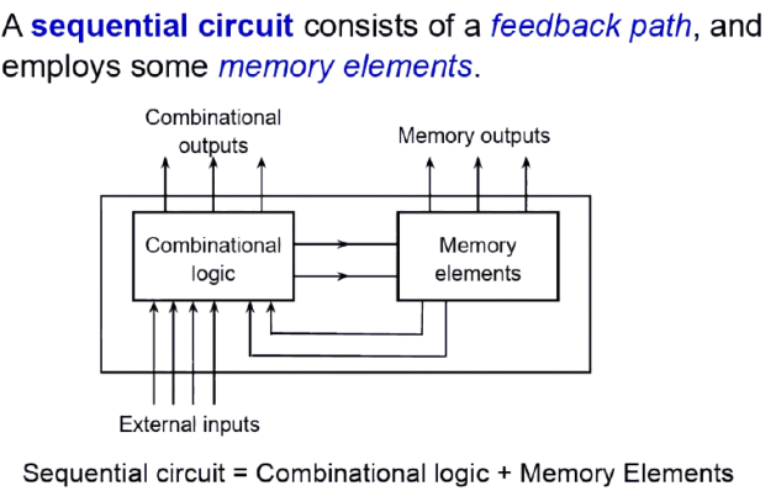 A sequential circuit consists of a feedback path, and
employs some memory elements.
Combinational
outputs
Memory outputs
Combinational
logic
Memory
elements
External inputs
Sequential circuit = Combinational logic + Memory Elements